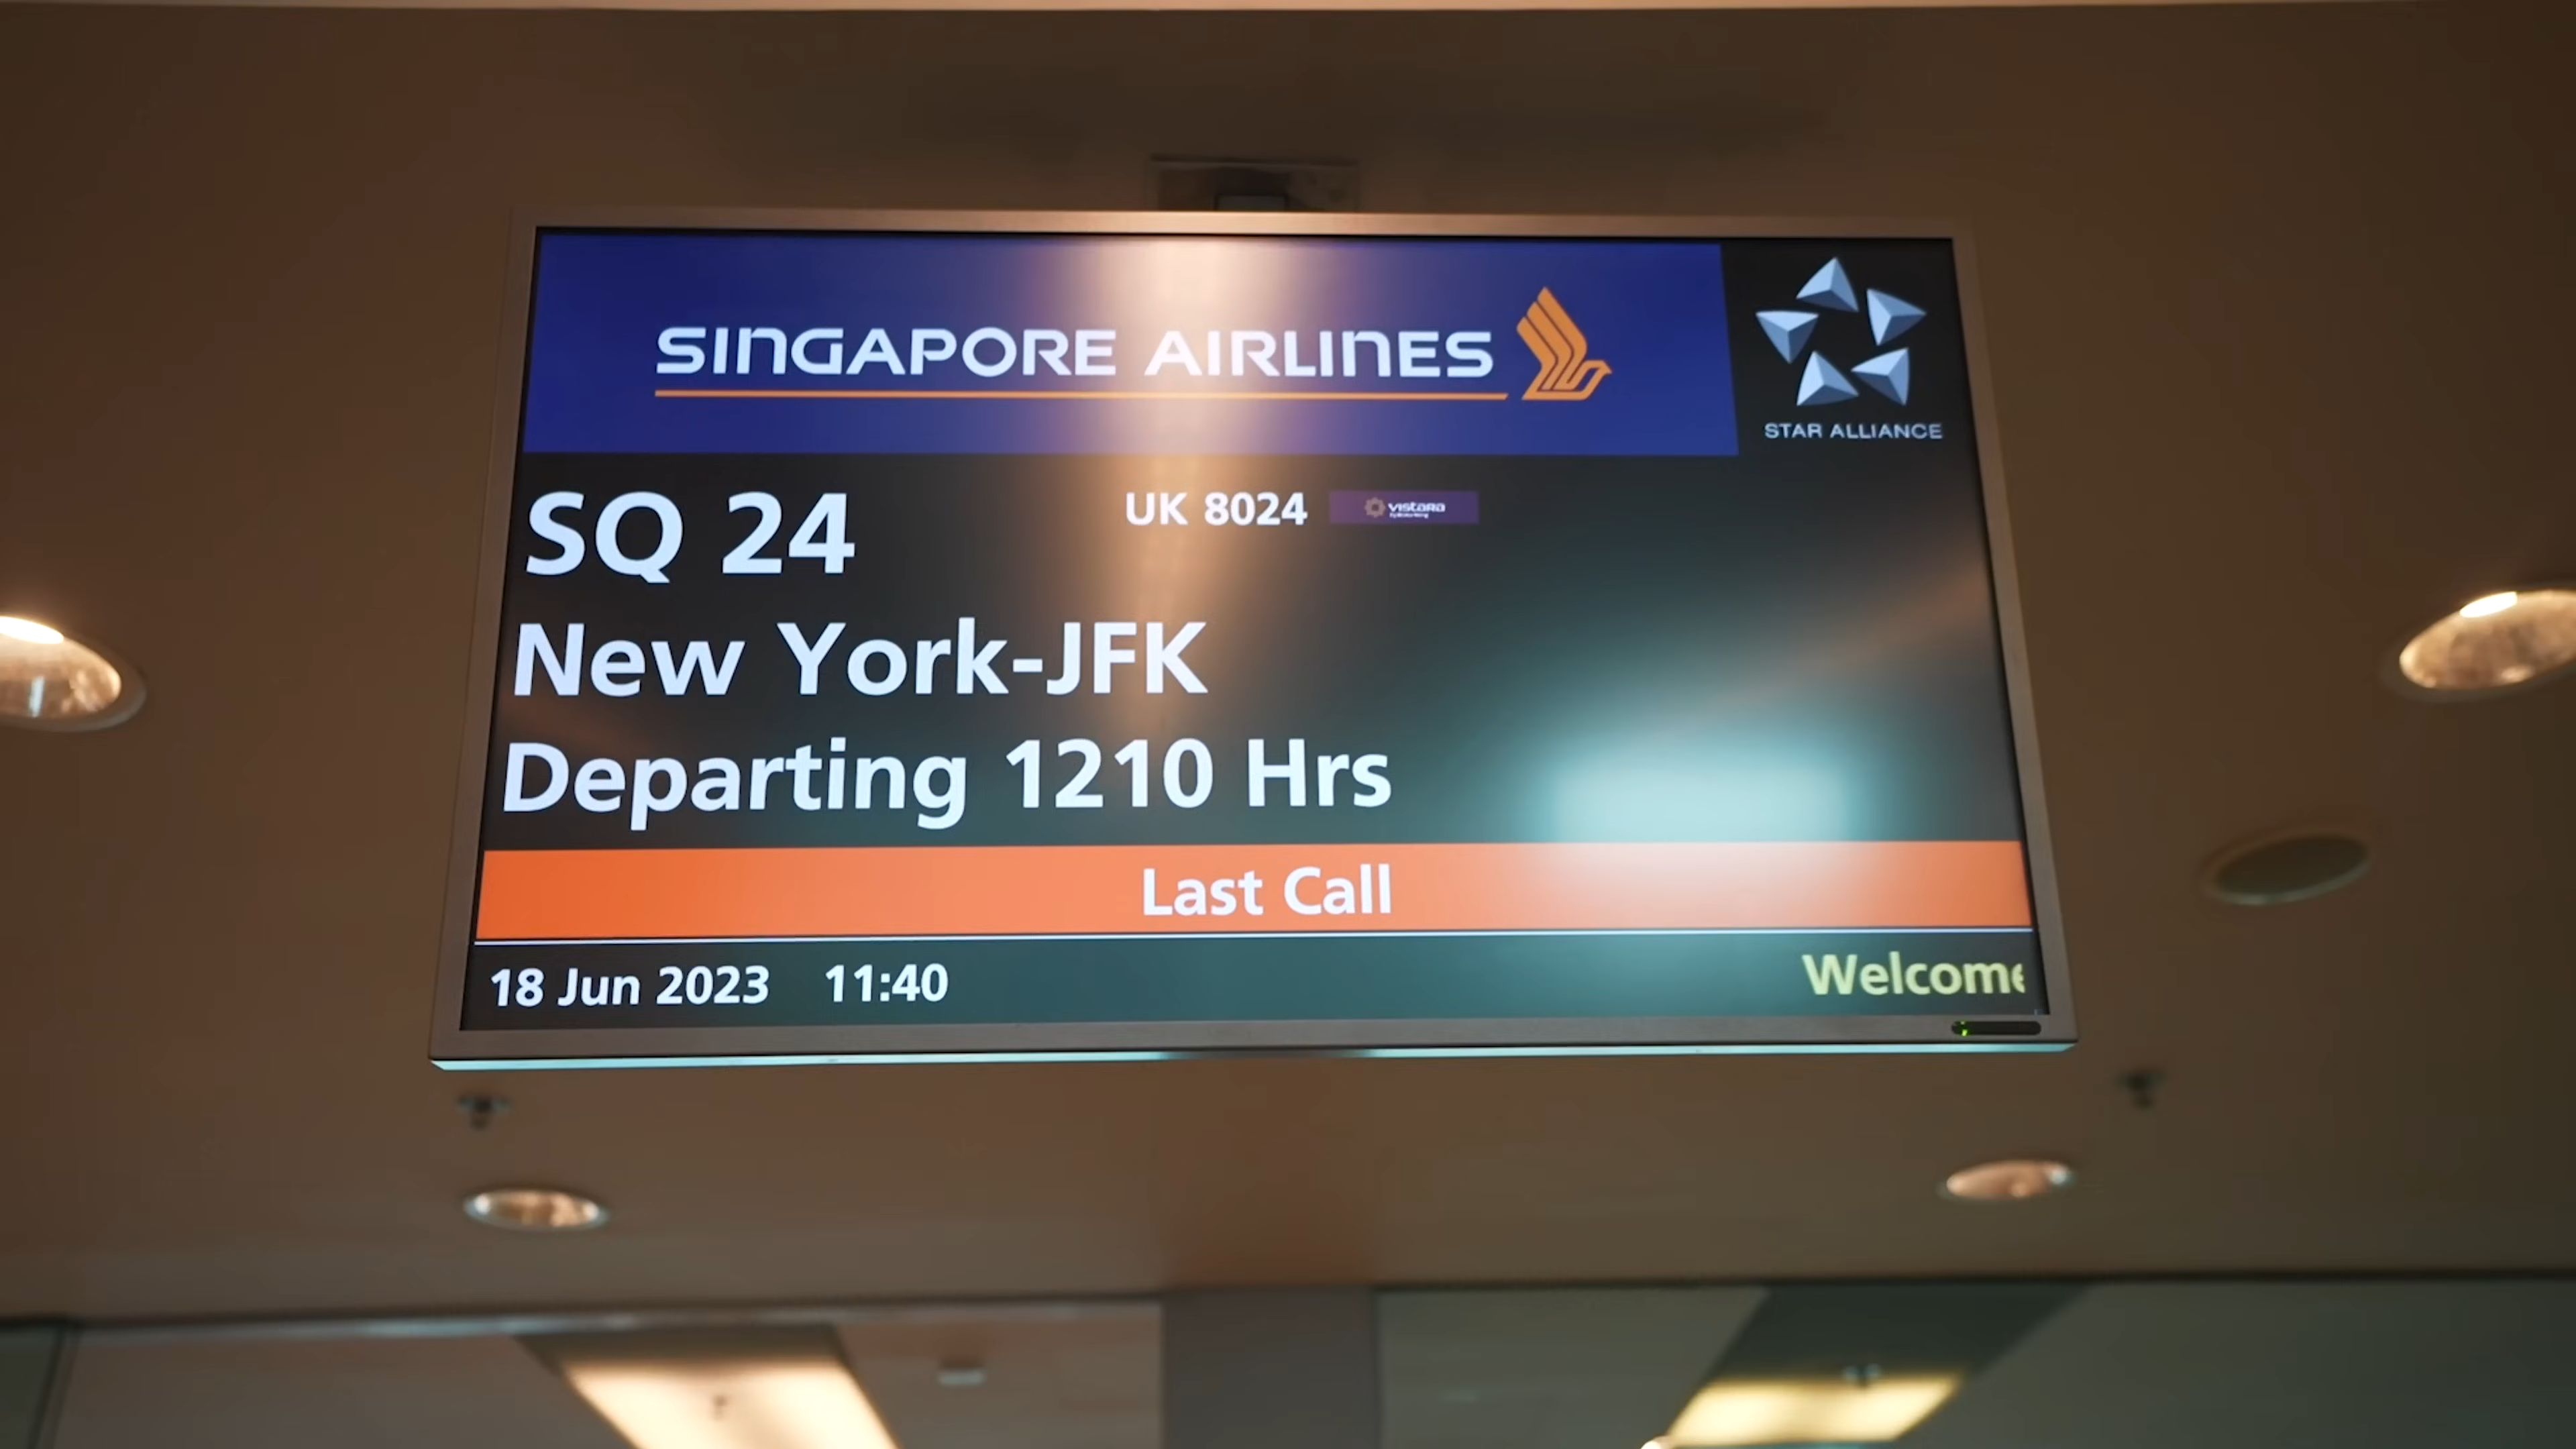 SINGAPORE AIRLINES
STAR ALLIANCE
SQ 24 UK 8024 vistara
New York-JFK
Departing 1210 Hrs
Last Call
18 Jun 2023 11:40 Welcome